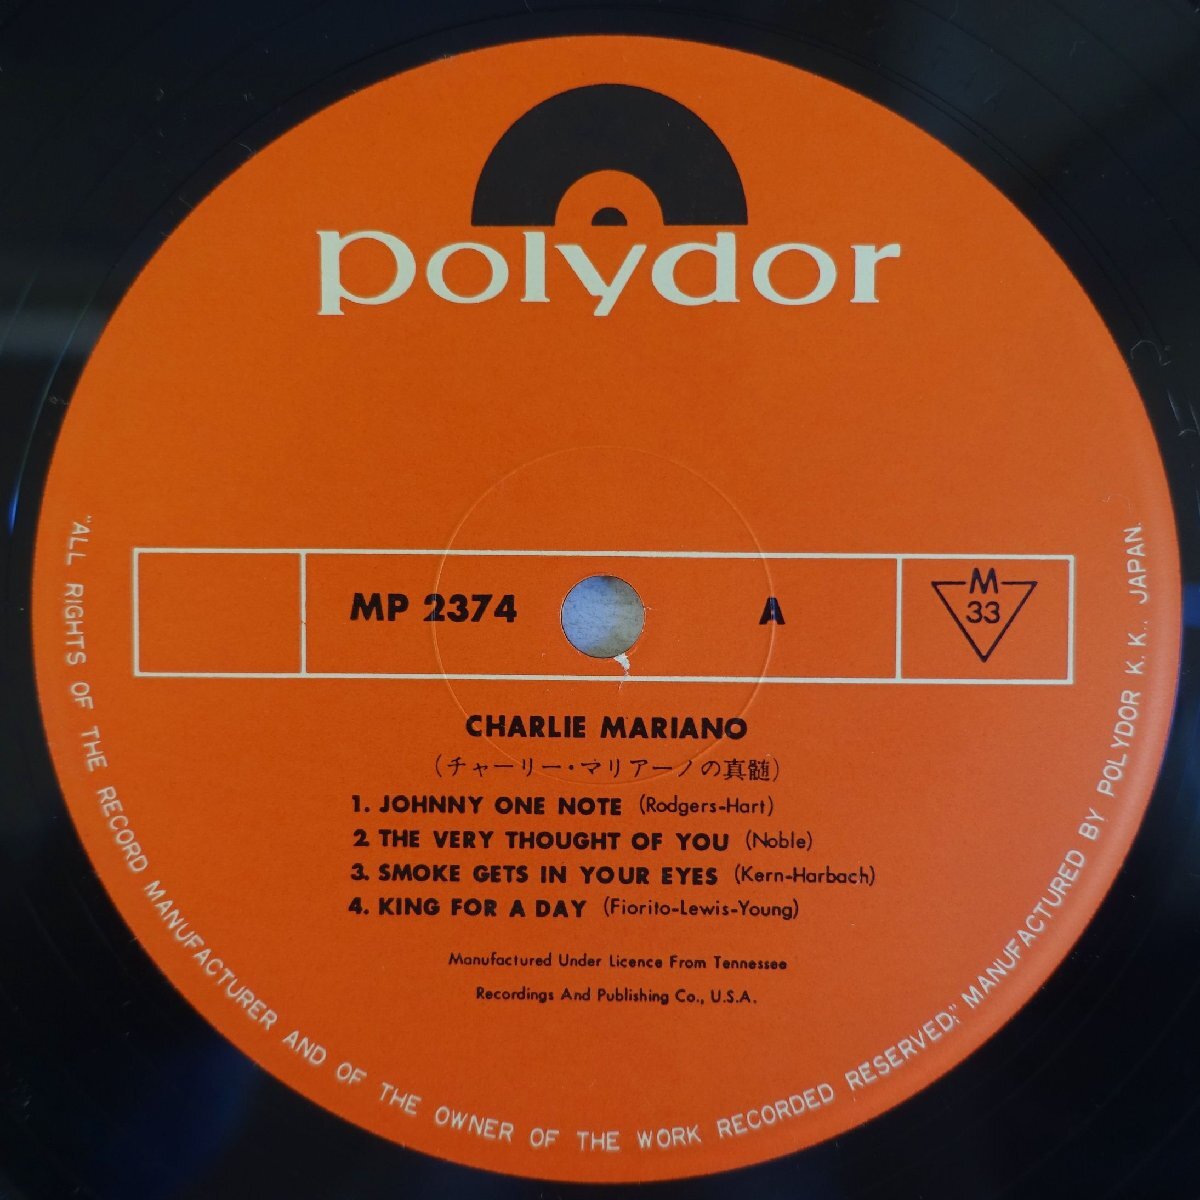 polydor
MP 2374
A
M
33
CHARLIE MARIANO
(チャーリー・マリアーノの真髄)
1. JOHNNY ONE NOTE (Rodgers-Hart)
2 THE VERY THOUGHT OF YOU (Noble)
3. SMOKE GETS IN YOUR EYES (Kern-Harbach)
4. KING FOR A DAY (Fiorito-Lewis-Young)
Manufactured Under Licence From Tennessee
Recordings And Publishing Co., U.S.A.
"ALL RIGHTS OF THE RECORD MANUFACTURER AND OF THE OWNER OF THE WORK RECORDED RESERVED," MANUFACTURED BY POLYDOR K.K., JAPAN.